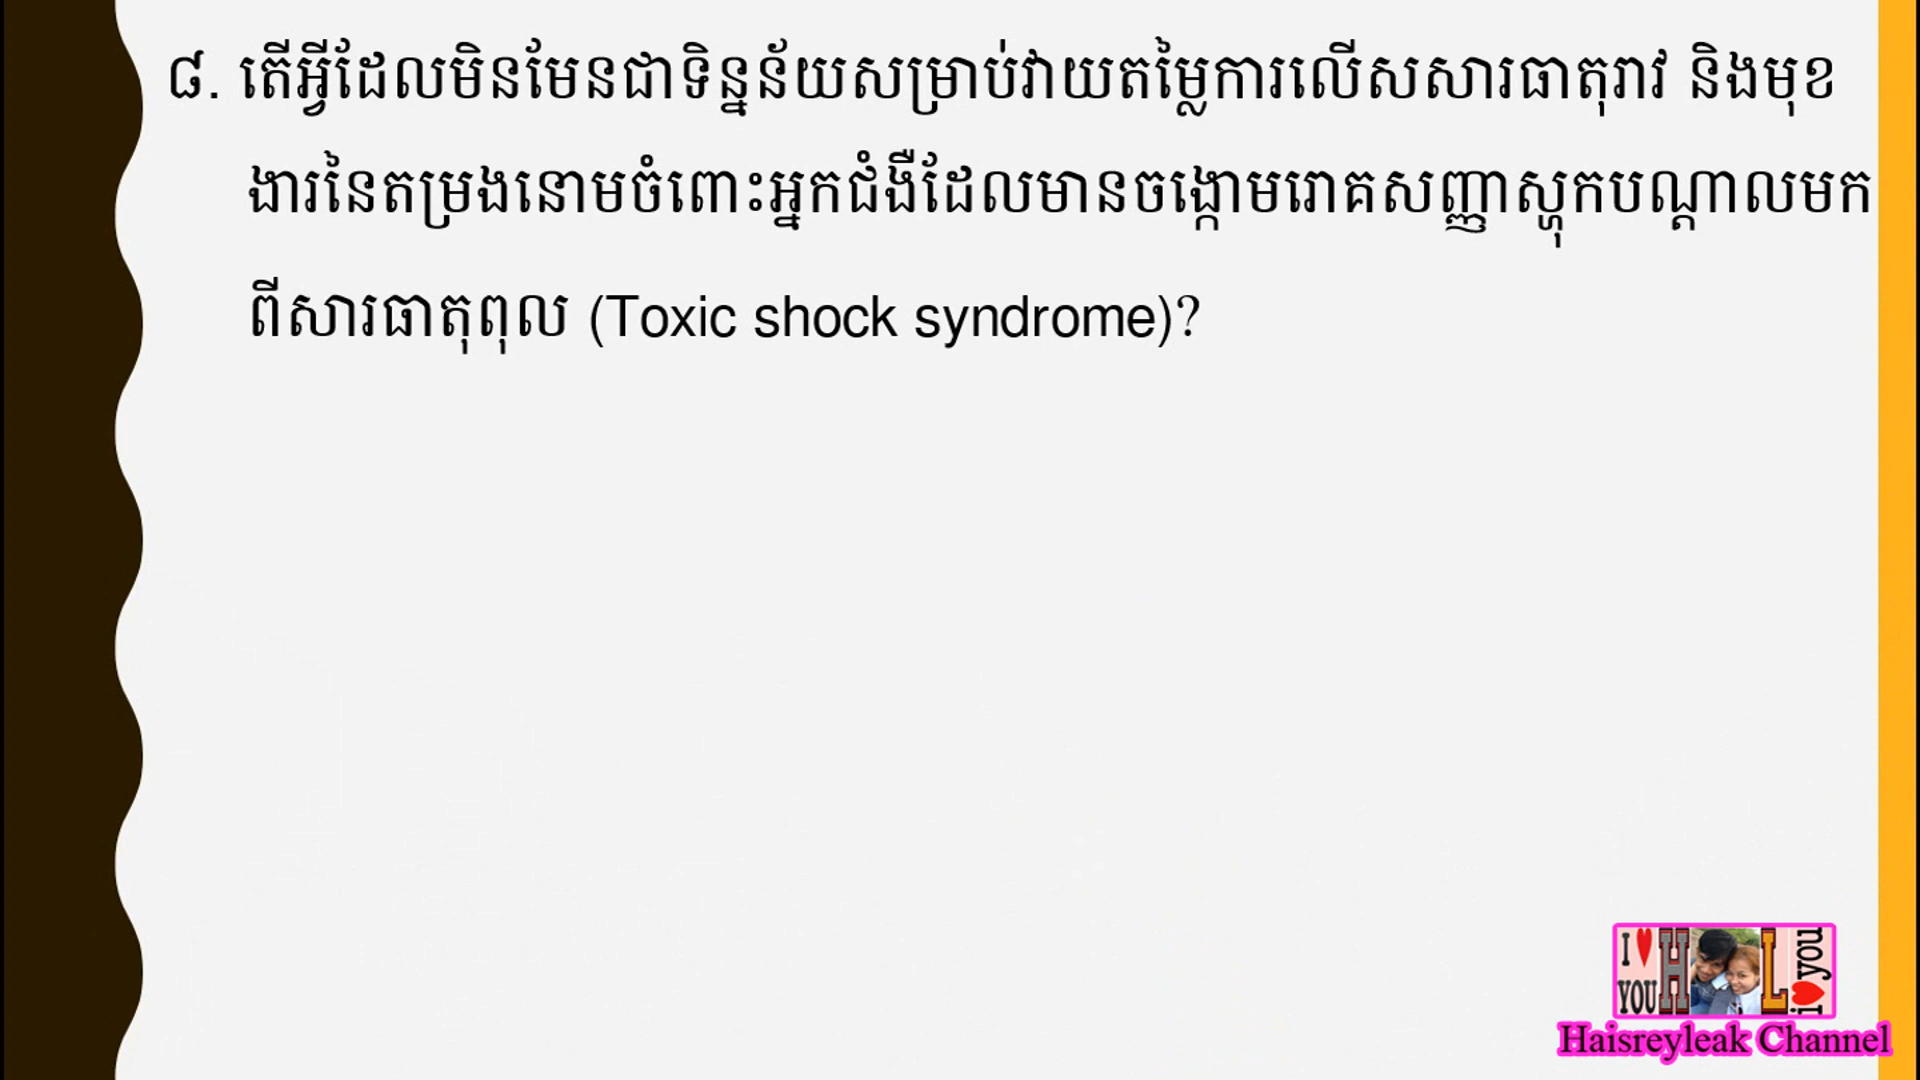 ៨. តើអ្វីដែលមិនមែនជាទិន្នន័យសម្រាប់វាយតម្លៃការលើសសារធាតុរាវ និងមុខ
ងារនៃតម្រងនោមចំពោះអ្នកជំងឺដែលមានចង្កោមរោគសញ្ញាស្ហុកបណ្តាលមក
ពីសារធាតុពុល (Toxic shock syndrome)?
I ♥ YOU H L i ♥ you
Haisreyleak Channel